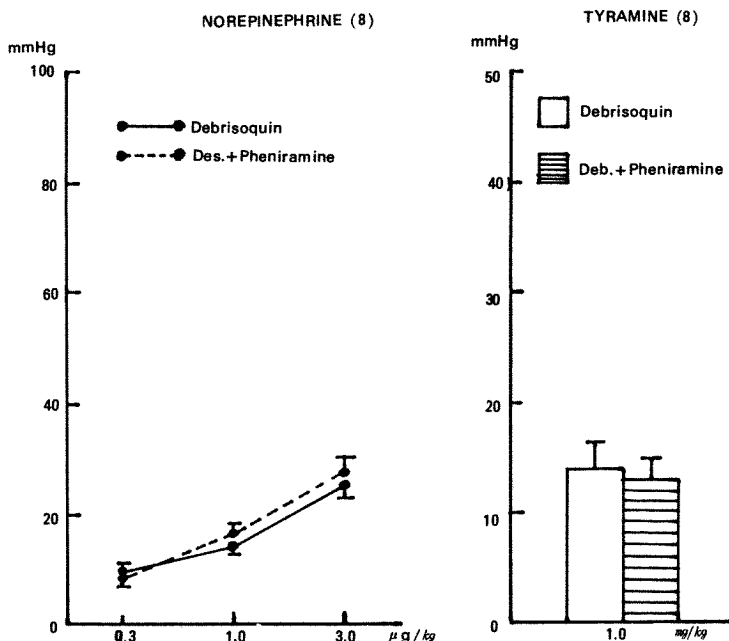 NOREPINEPHRINE (8)
mmHg
100
80
60
40
20
0
Debrisoquin
Des.+Pheniramine
0.3
1.0
3.0
μg/kg
TYRAMINE (8)
mmHg
50
40
30
20
10
0
Debrisoquin
Deb.+Pheniramine
1.0
mg/kg